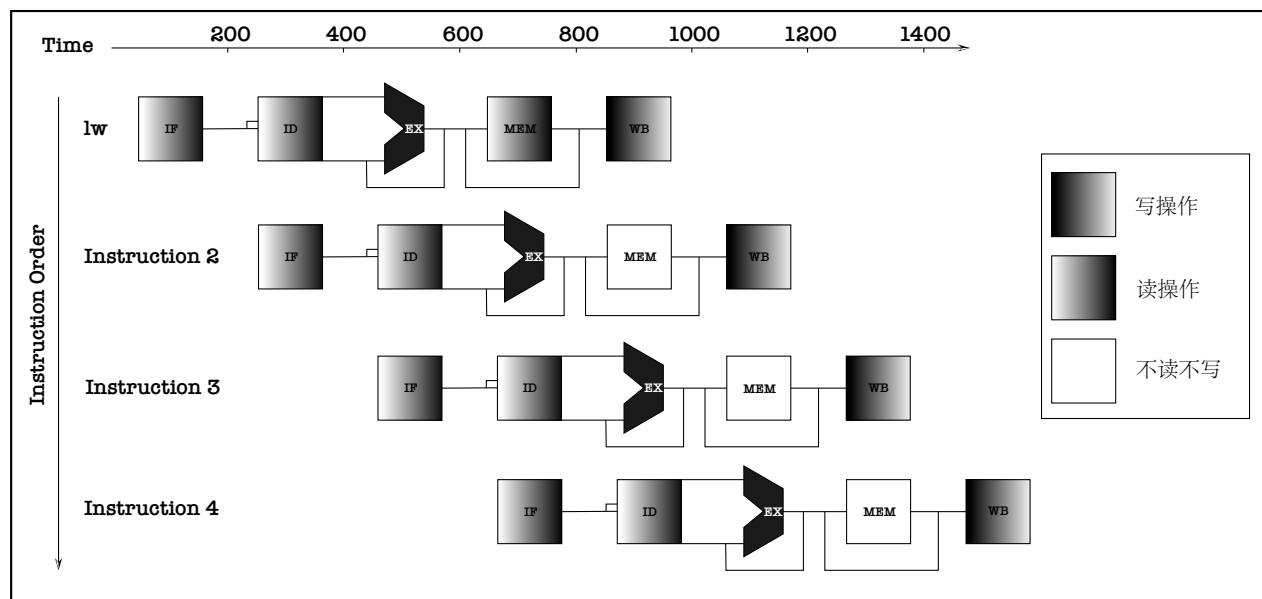 Time 200 400 600 800 1000 1200 1400
Instruction Order
lw IF ID EX MEM WB
Instruction 2 IF ID EX MEM WB
Instruction 3 IF ID EX MEM WB
Instruction 4 IF ID EX MEM WB
写操作
读操作
不读不写